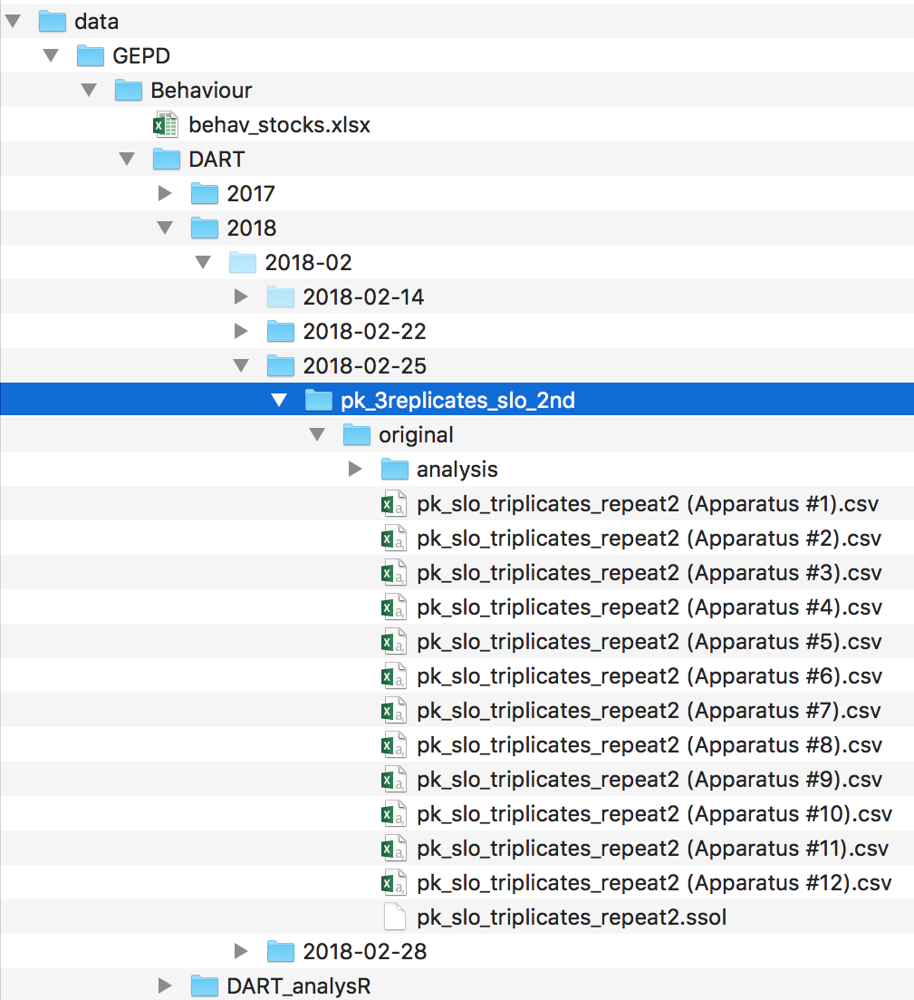 data
GEPD
Behaviour
behav_stocks.xlsx
DART
2017
2018
2018-02
2018-02-14
2018-02-22
2018-02-25
pk_3replicates_slo_2nd
original
analysis
pk_slo_triplicates_repeat2 (Apparatus #1).csv
pk_slo_triplicates_repeat2 (Apparatus #2).csv
pk_slo_triplicates_repeat2 (Apparatus #3).csv
pk_slo_triplicates_repeat2 (Apparatus #4).csv
pk_slo_triplicates_repeat2 (Apparatus #5).csv
pk_slo_triplicates_repeat2 (Apparatus #6).csv
pk_slo_triplicates_repeat2 (Apparatus #7).csv
pk_slo_triplicates_repeat2 (Apparatus #8).csv
pk_slo_triplicates_repeat2 (Apparatus #9).csv
pk_slo_triplicates_repeat2 (Apparatus #10).csv
pk_slo_triplicates_repeat2 (Apparatus #11).csv
pk_slo_triplicates_repeat2 (Apparatus #12).csv
pk_slo_triplicates_repeat2.ssol
2018-02-28
DART_analysR